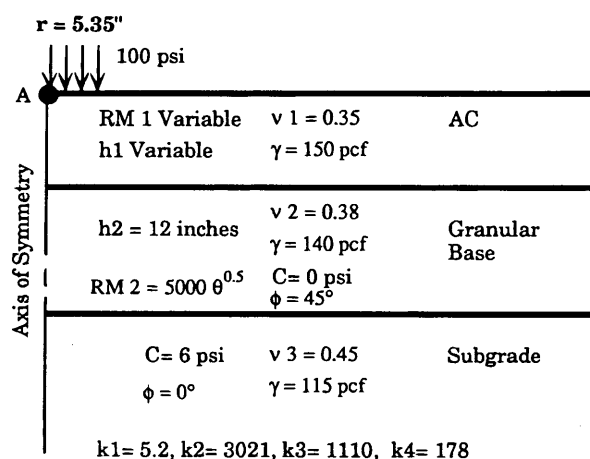 r = 5.35"
100 psi
A
RM 1 Variable ν 1 = 0.35 AC
h1 Variable γ = 150 pcf
Axis of Symmetry
h2 = 12 inches ν 2 = 0.38 Granular
γ = 140 pcf Base
RM 2 = 5000 θ^0.5 C= 0 psi
ϕ = 45°
C= 6 psi ν 3 = 0.45 Subgrade
ϕ = 0° γ = 115 pcf
k1= 5.2, k2= 3021, k3= 1110, k4= 178